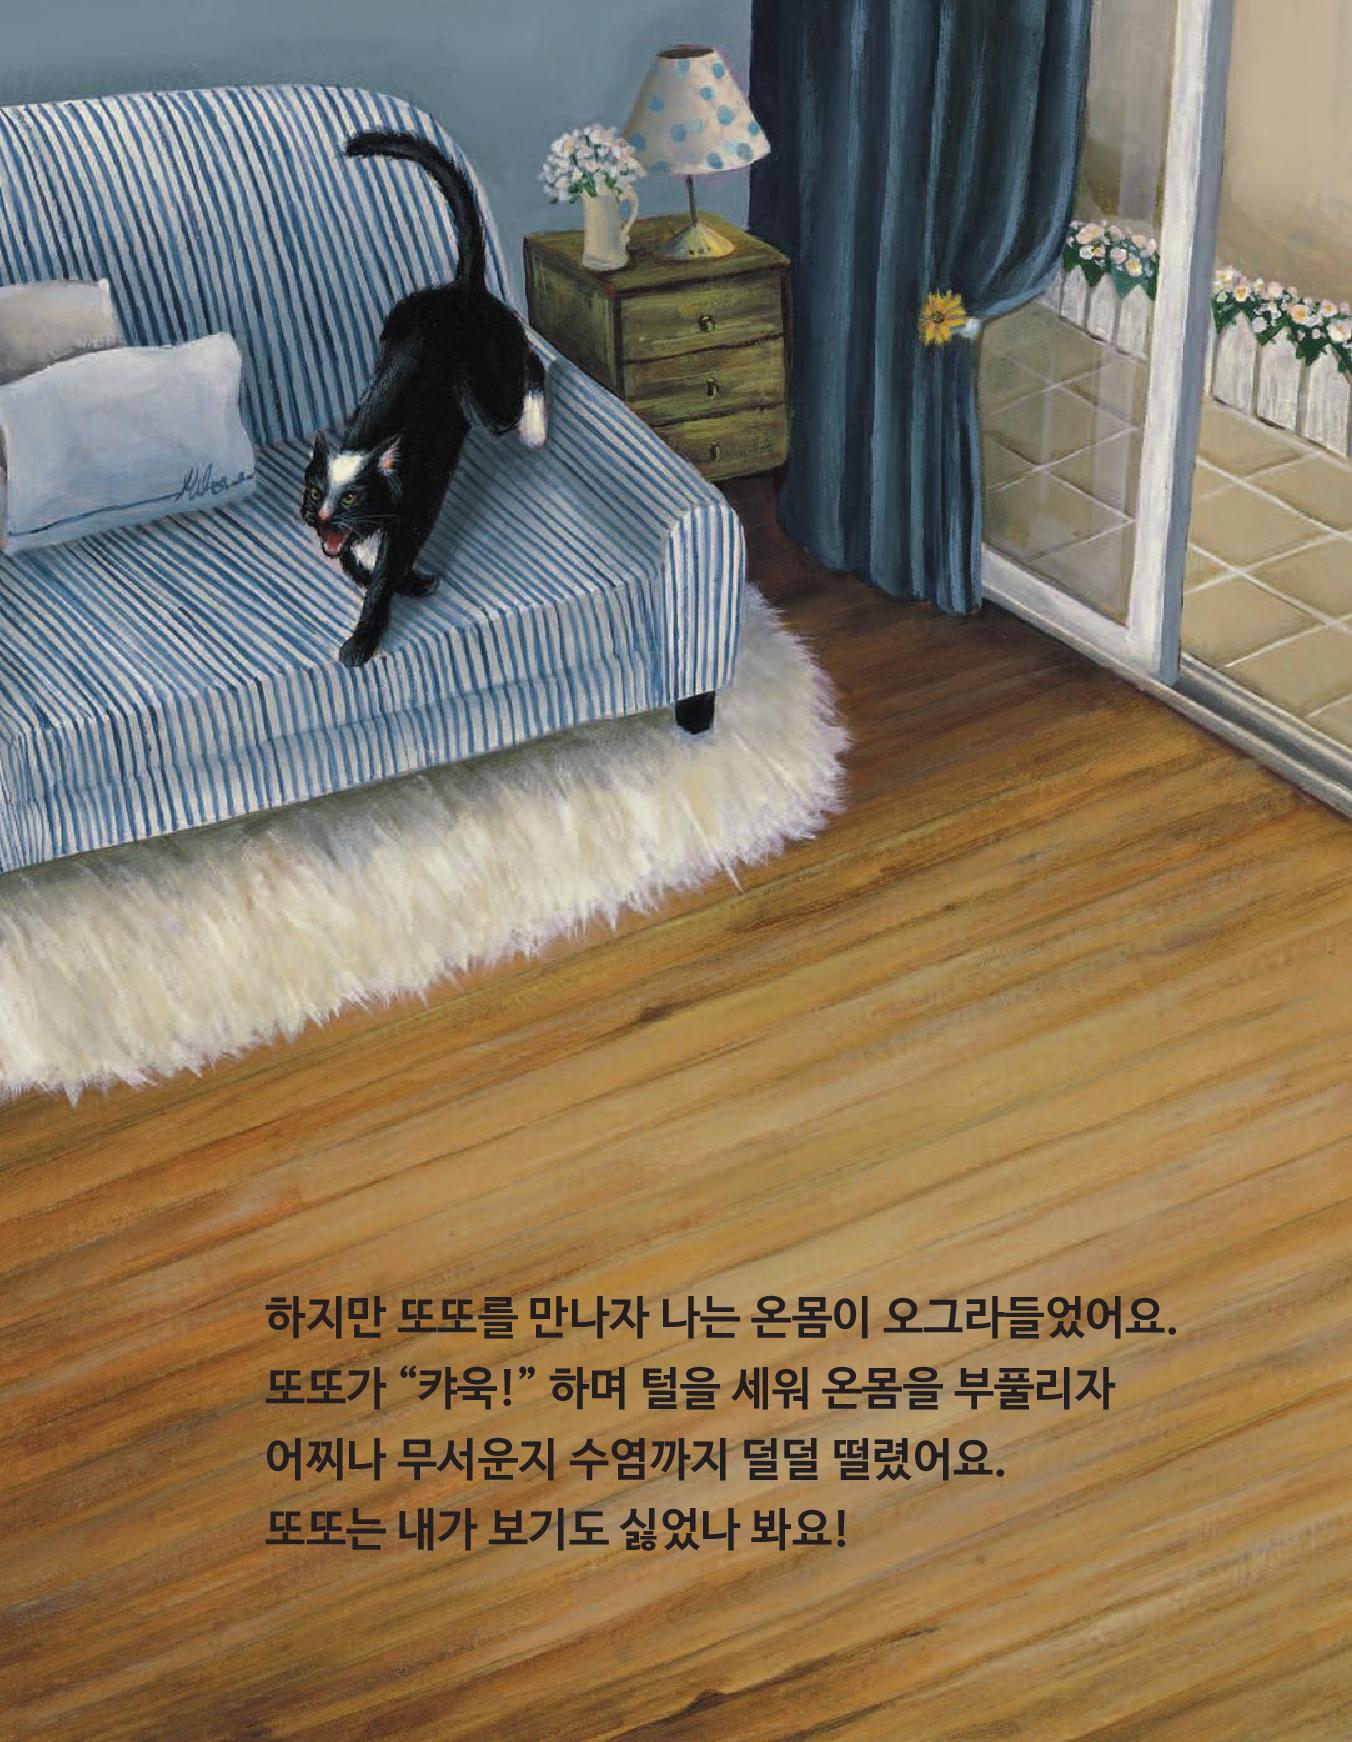 하지만 또또를 만나자 나는 온몸이 오그라들었어요.
또또가 “캬욱!” 하며 털을 세워 온몸을 부풀리자
어찌나 무서운지 수염까지 덜덜 떨렸어요.
또또는 내가 보기도 싫었나 봐요!